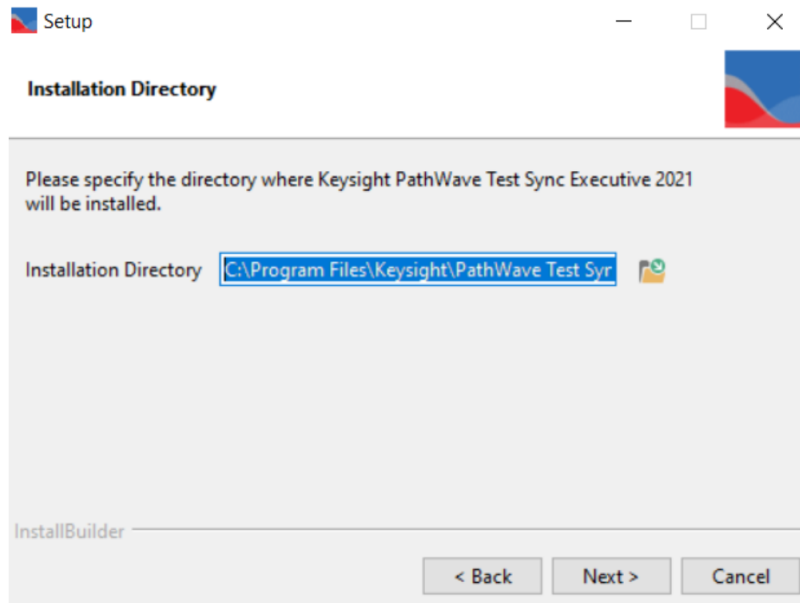 Setup
Installation Directory
Please specify the directory where Keysight PathWave Test Sync Executive 2021
will be installed.
Installation Directory C:\Program Files\Keysight\PathWave Test Syr
InstallBuilder
< Back Next > Cancel